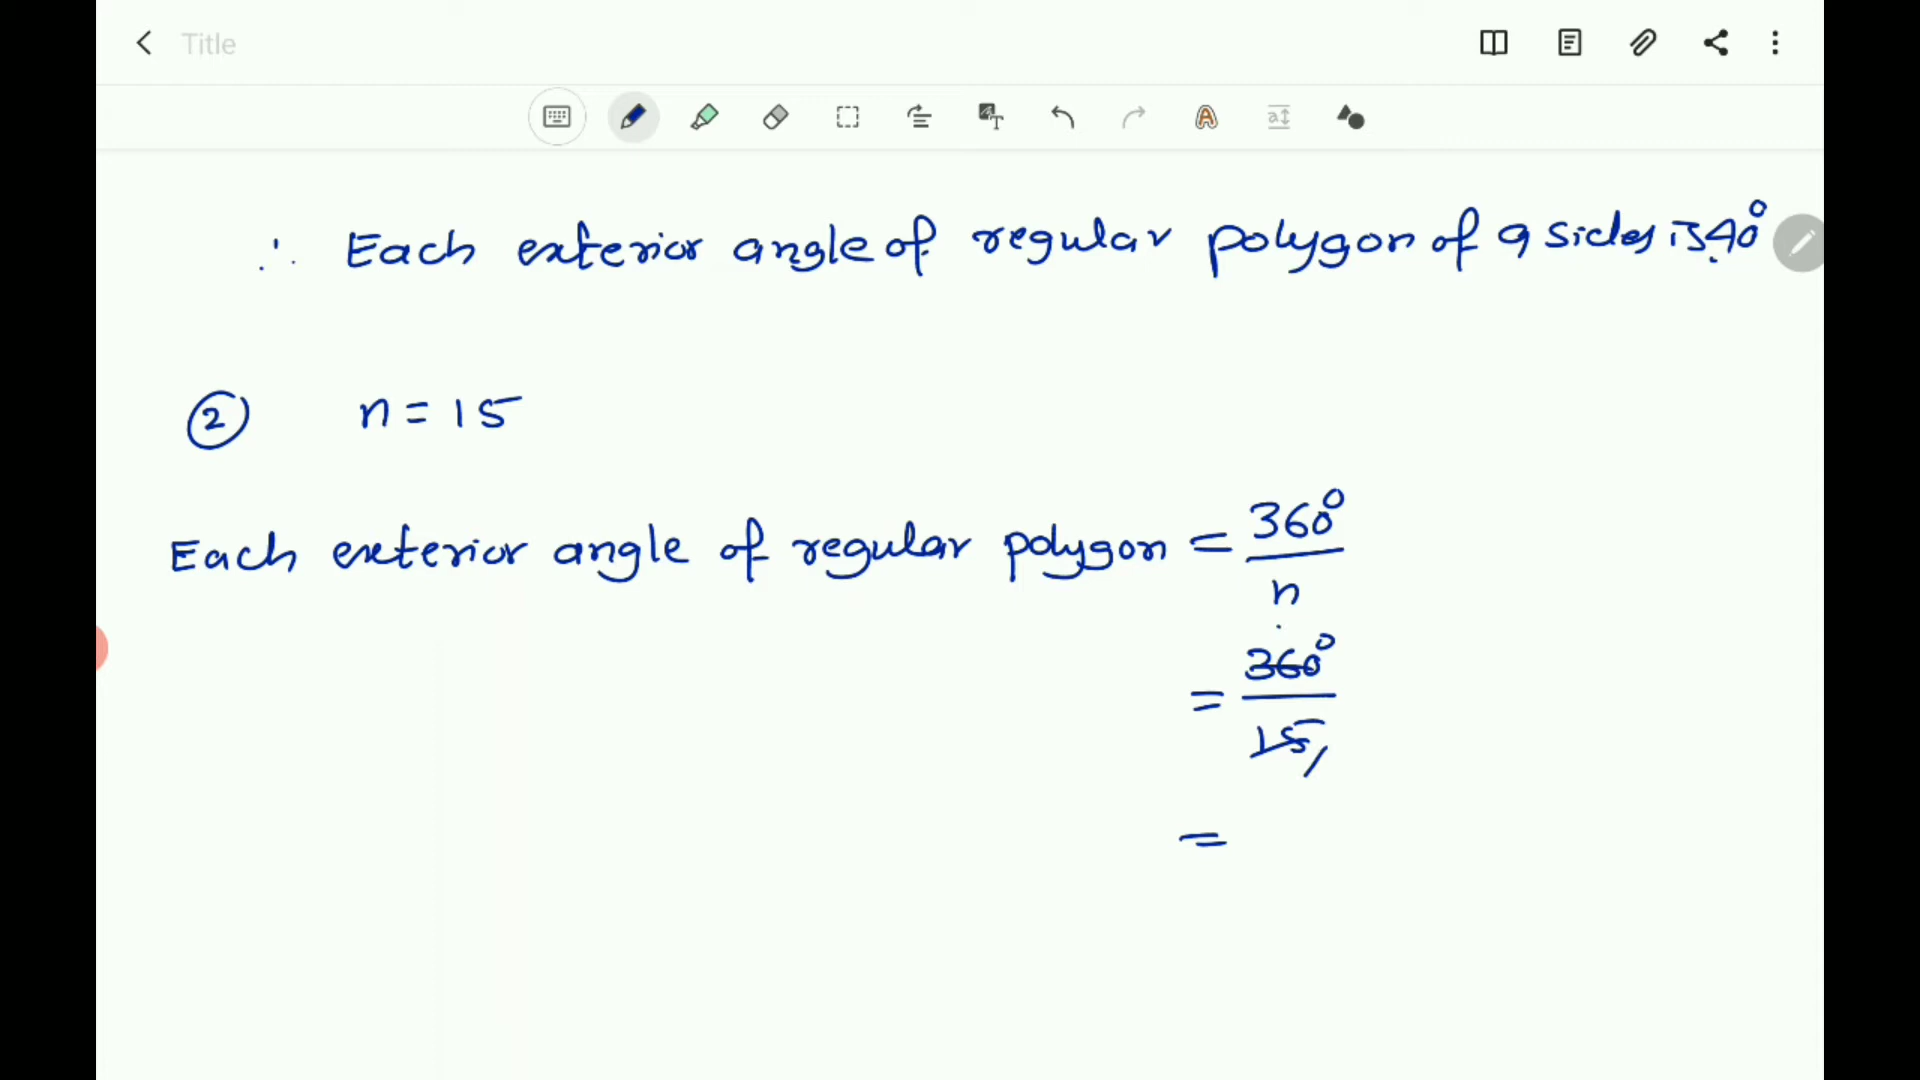 Title
∴ Each exterior angle of regular polygon of 9 sides is 40°
② n = 15
Each exterior angle of regular polygon = 360° / n
= 360° / 15
=